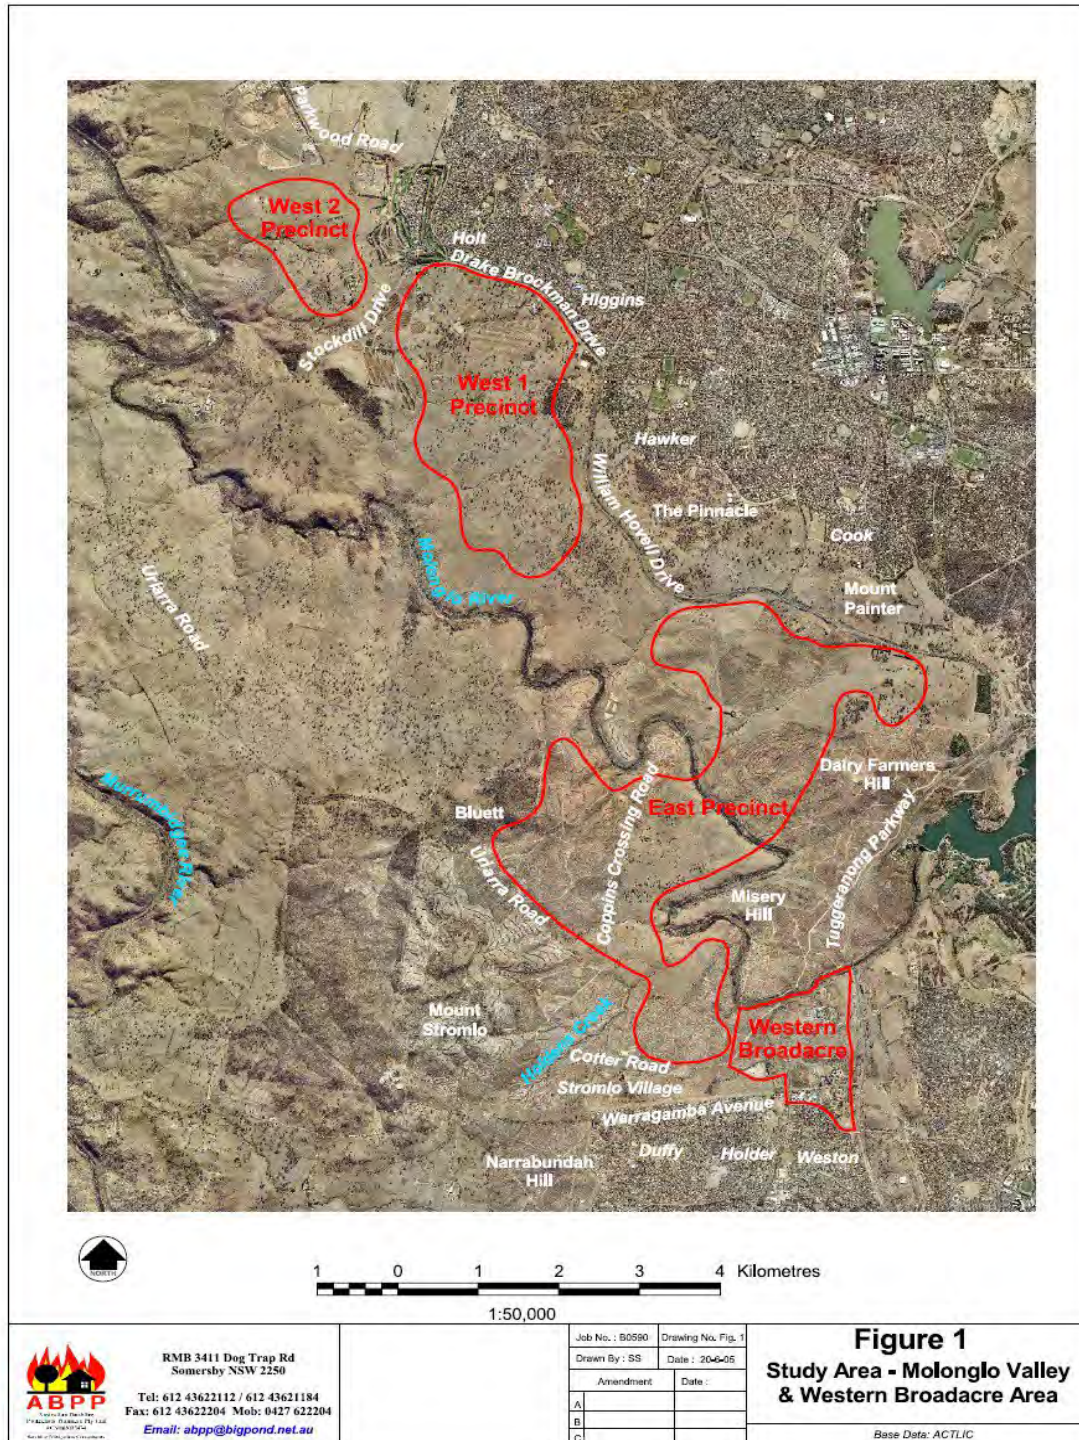 Parkwood Road
West 2
Precinct
Holt
Drake Brockman Drive
Higgins
Stockdill Drive
West 1
Precinct
Hawker
William Hovell Drive
The Pinnacle
Cook
Molonglo River
Uriarra Road
Mount
Painter
Dairy Farmers
Hill
Murrumbidgee River
Bluett
East Precinct
Coppins Crossing Road
Uriarra Road
Misery
Hill
Tuggeranong Parkway
Mount
Stromlo
Holdens Creek
Western
Broadacre
Cotter Road
Stromlo Village
Warragamba Avenue
Duffy
Holder
Weston
Narrabundah
Hill
NORTH
1 0 1 2 3 4 Kilometres
1:50,000
ABPP
RMB 3411 Dog Trap Rd
Somersby NSW 2250
Tel: 612 43622112 / 612 43621184
Fax: 612 43622204 Mob: 0427 622204
Email: abpp@bigpond.net.au
Job No. : B0590 Drawing No. Fig. 1
Drawn By : SS Date : 20-6-05
Amendment Date :
A
B
C
Figure 1
Study Area - Molonglo Valley
& Western Broadacre Area
Base Data: ACTLIC